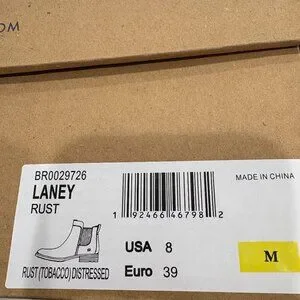 OM
BR0029726
LANEY
RUST
MADE IN CHINA
1 92466 46798 2
USA 8
Euro 39
M
RUST (TOBACCO) DISTRESSED